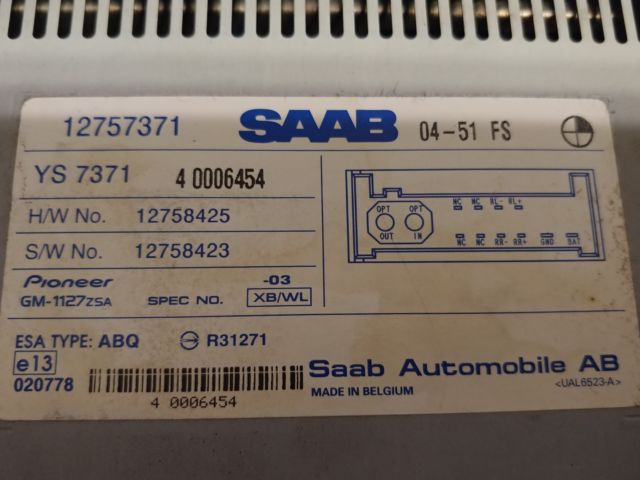 12757371 SAAB 04-51 FS
YS 7371 4 0006454
H/W No. 12758425
S/W No. 12758423
NC NC RL- RL+
OPT OPT
OUT IN
NC NC RR- RR+ GND BAT
Pioneer -03
GM-1127ZSA SPEC NO. XB/WL
ESA TYPE: ABQ R31271
e13
020778
4 0006454
Saab Automobile AB
MADE IN BELGIUM <UAL6523-A>